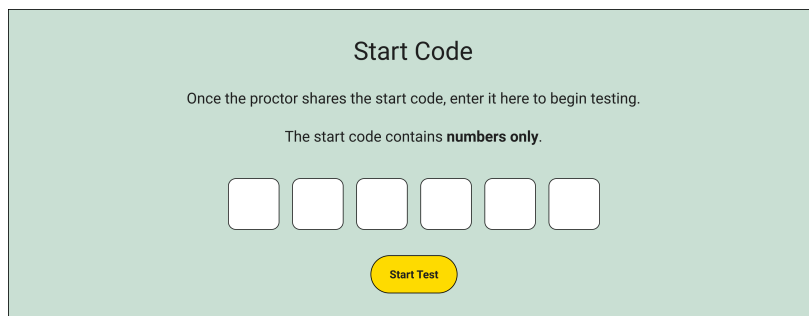 Start Code
Once the proctor shares the start code, enter it here to begin testing.
The start code contains numbers only.
Start Test